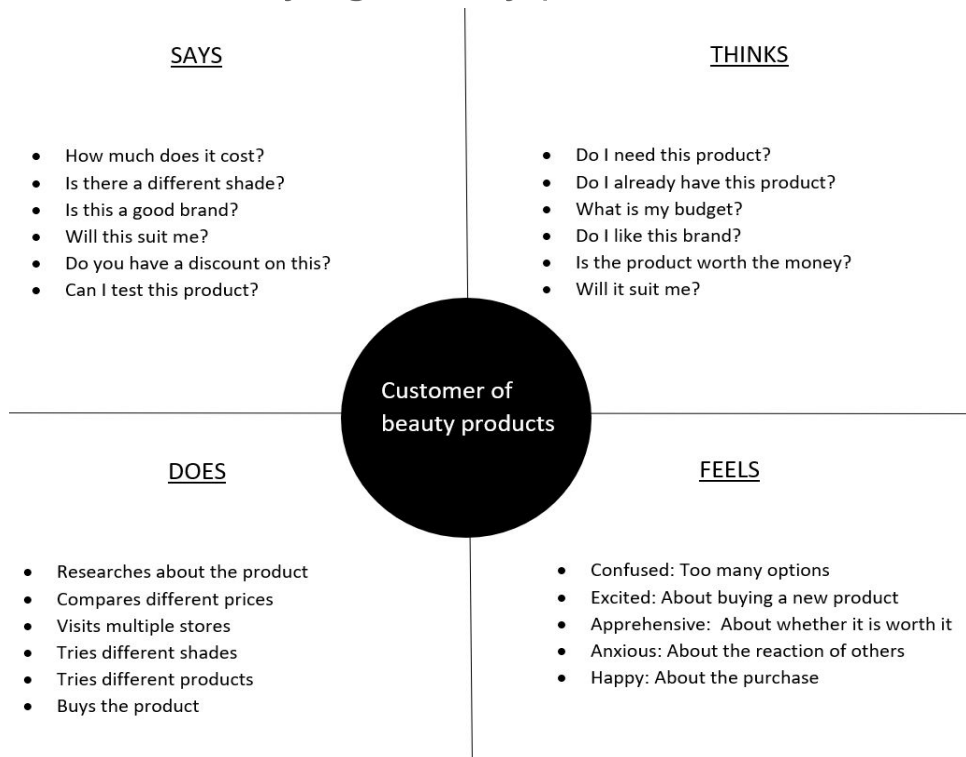 SAYS
• How much does it cost?
• Is there a different shade?
• Is this a good brand?
• Will this suit me?
• Do you have a discount on this?
• Can I test this product?
THINKS
• Do I need this product?
• Do I already have this product?
• What is my budget?
• Do I like this brand?
• Is the product worth the money?
• Will it suit me?
Customer of
beauty products
DOES
• Researches about the product
• Compares different prices
• Visits multiple stores
• Tries different shades
• Tries different products
• Buys the product
FEELS
• Confused: Too many options
• Excited: About buying a new product
• Apprehensive:  About whether it is worth it
• Anxious: About the reaction of others
• Happy: About the purchase